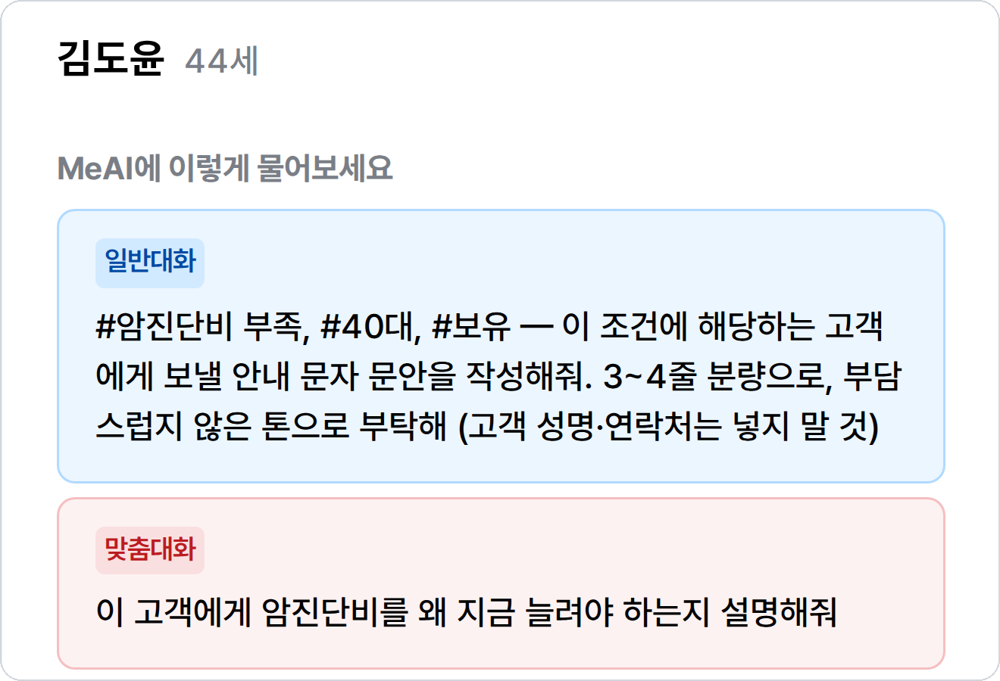 김도윤 44세
MeAI에 이렇게 물어보세요
일반대화
#암진단비 부족, #40대, #보유 — 이 조건에 해당하는 고객
에게 보낼 안내 문자 문안을 작성해줘. 3~4줄 분량으로, 부담
스럽지 않은 톤으로 부탁해 (고객 성명·연락처는 넣지 말 것)
맞춤대화
이 고객에게 암진단비를 왜 지금 늘려야 하는지 설명해줘